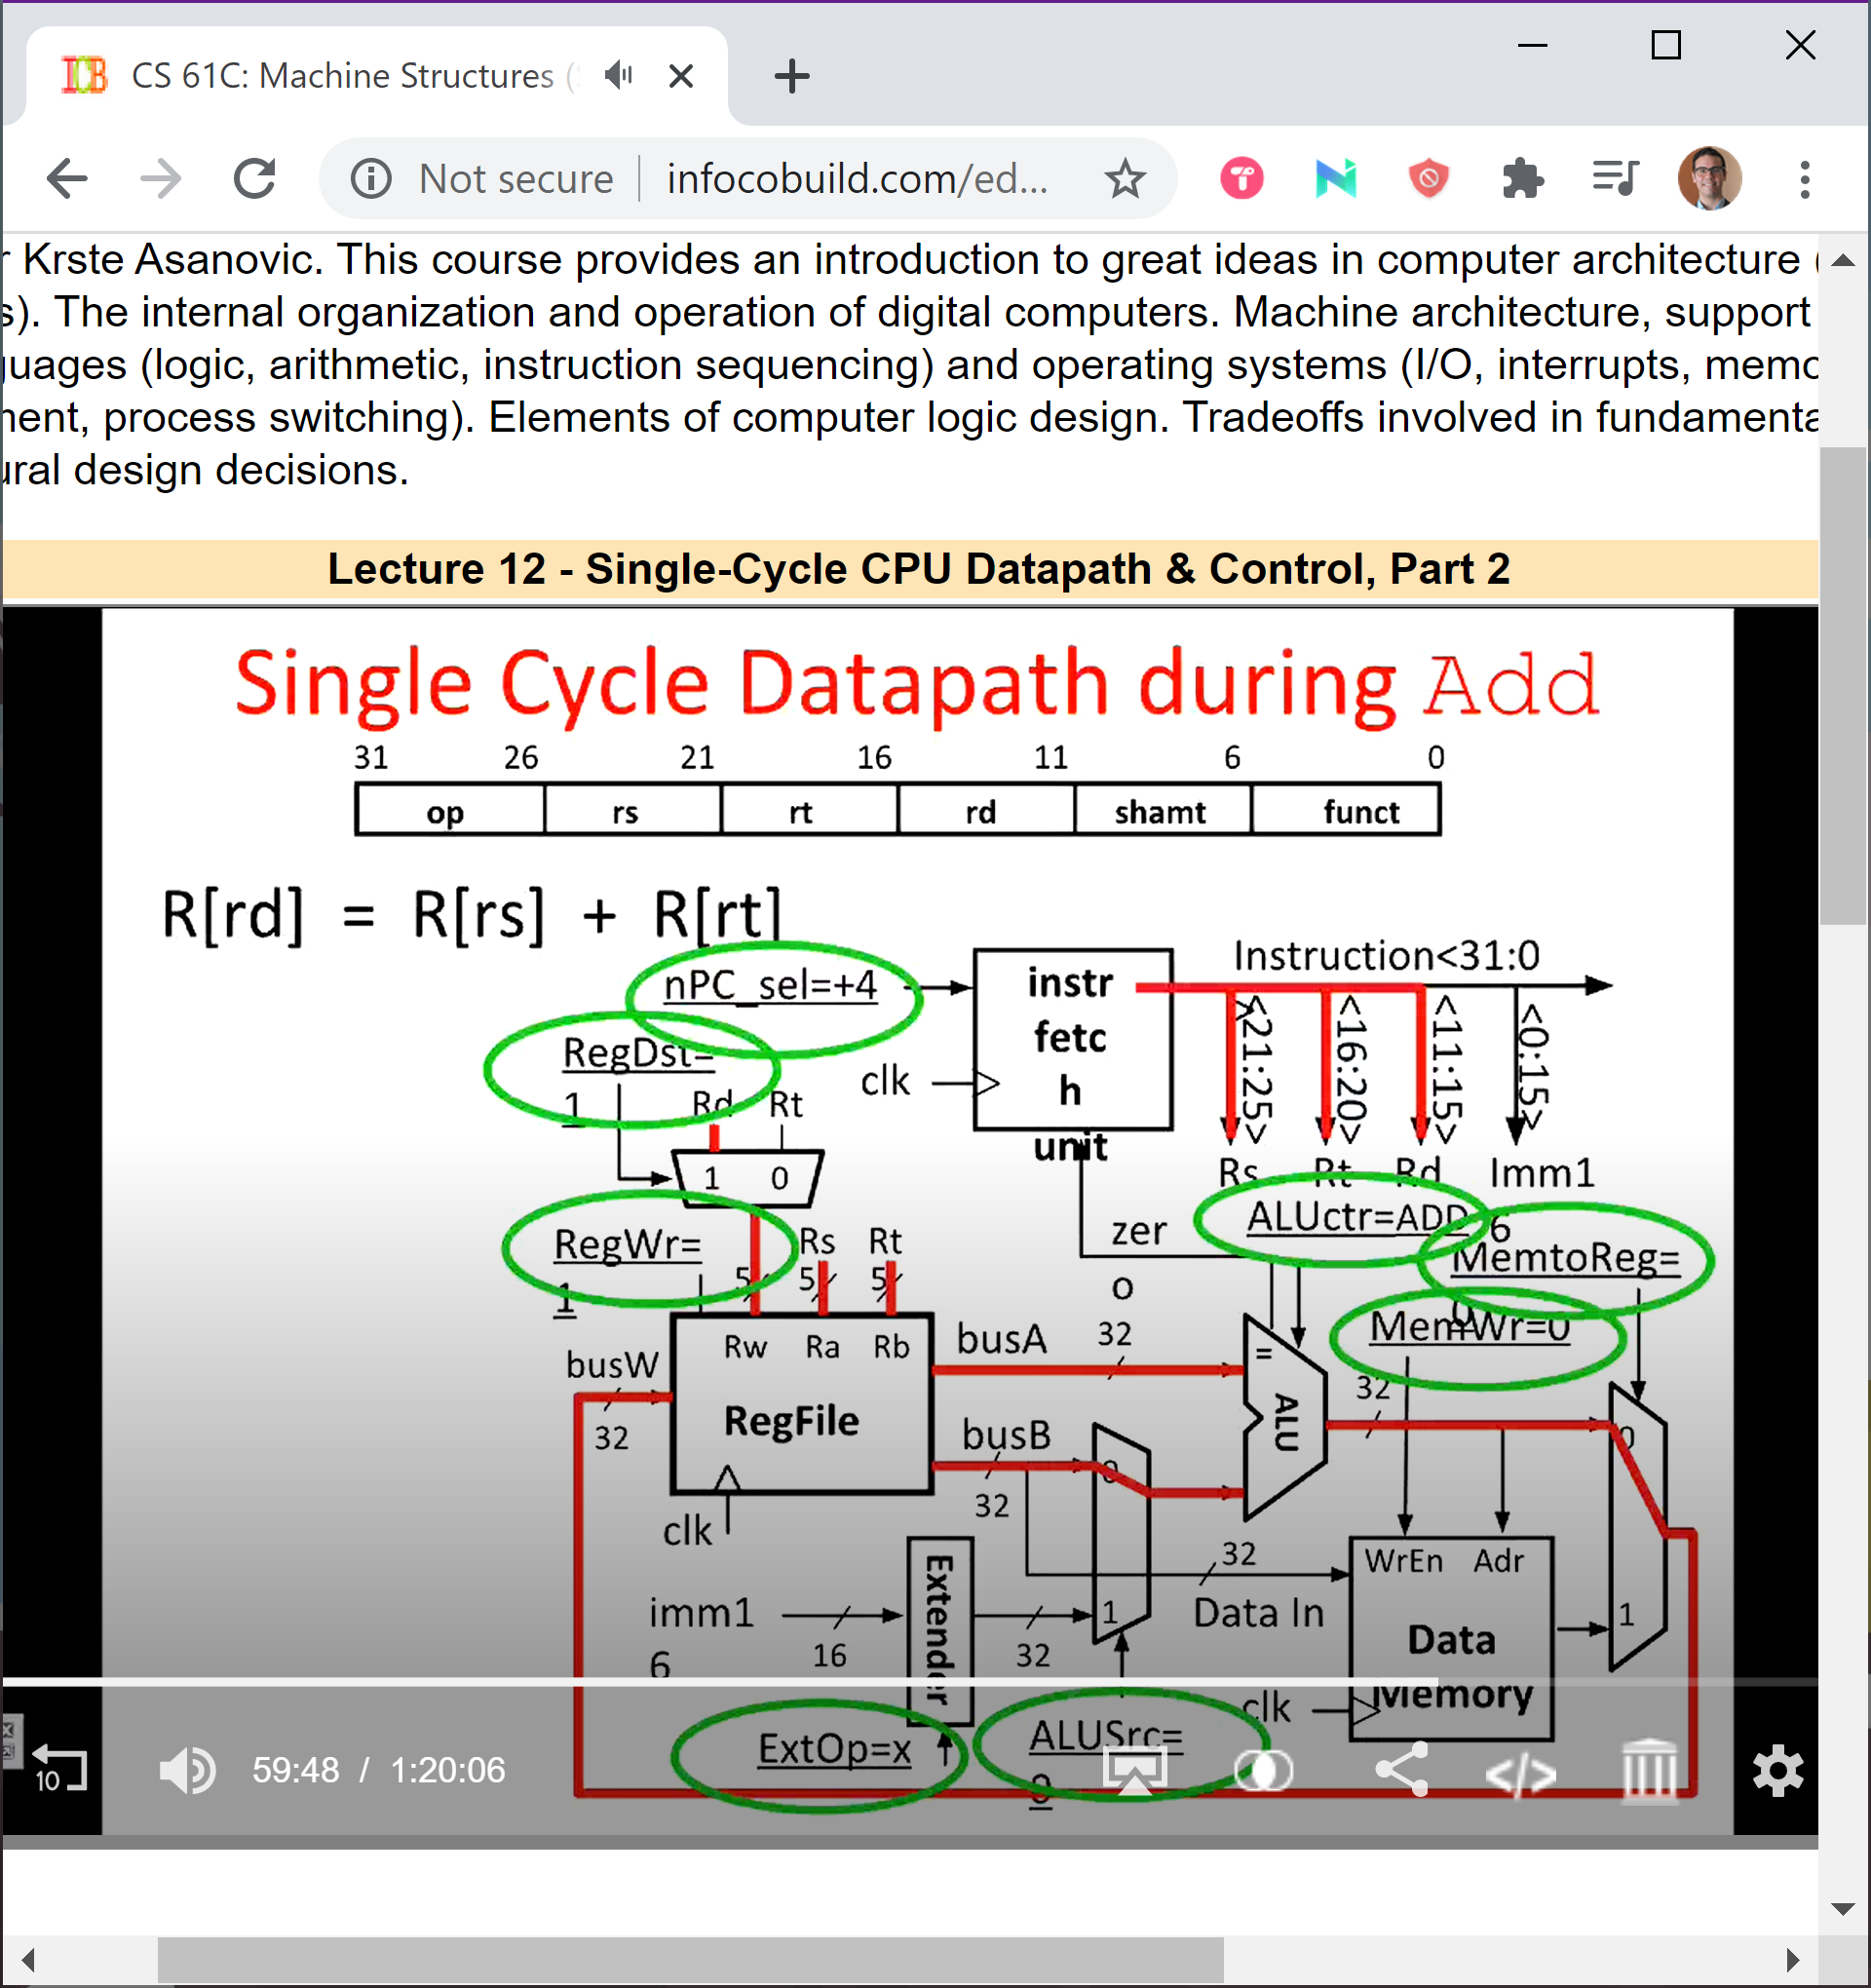 CS 61C: Machine Structures (
Not secure
infocobuild.com/ed...
r Krste Asanovic. This course provides an introduction to great ideas in computer architecture (
s). The internal organization and operation of digital computers. Machine architecture, support
uages (logic, arithmetic, instruction sequencing) and operating systems (I/O, interrupts, memo
nent, process switching). Elements of computer logic design. Tradeoffs involved in fundamenta
ural design decisions.
Lecture 12 - Single-Cycle CPU Datapath & Control, Part 2
Single Cycle Datapath during Add
31 26 21 16 11 6 0
op rs rt rd shamt funct
R[rd] = R[rs] + R[rt]
nPC_sel=+4
instr
fetc
h
unit
Instruction<31:0
>
<21:25>
<16:20>
<11:15>
<0:15>
RegDst=
1
Rd Rt
clk
1 0
Rs Rt Rd Imm1
6
RegWr=
1
Rs Rt
5 5 5
zer
o
ALUctr=ADD
MemtoReg=
0
MemWr=0
busW
32
Rw Ra Rb
RegFile
clk
busA
32
busB
32
=
ALU
32
0
1
0
1
imm1
6
16
Extender
32
32
Data In
WrEn Adr
Data
Memory
clk
ExtOp=x
ALUSrc=
0
10
59:48 / 1:20:06
</>